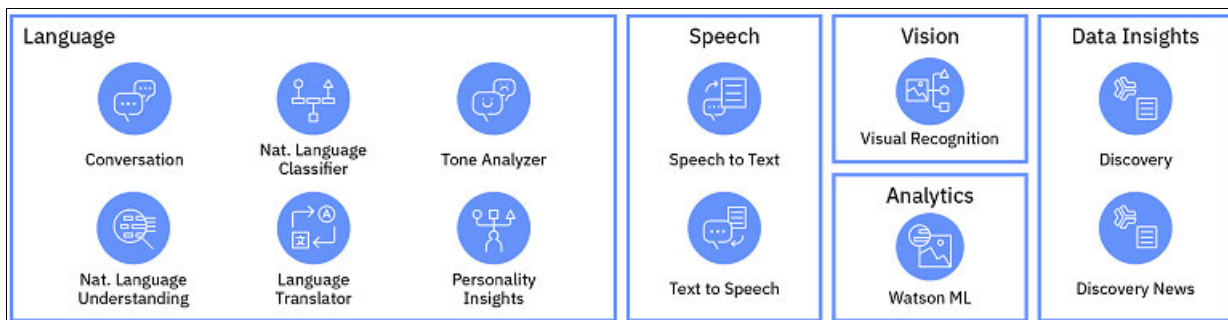 Language
Conversation
Nat. Language
Classifier
Tone Analyzer
Nat. Language
Understanding
Language
Translator
Personality
Insights
Speech
Speech to Text
Text to Speech
Vision
Visual Recognition
Analytics
Watson ML
Data Insights
Discovery
Discovery News